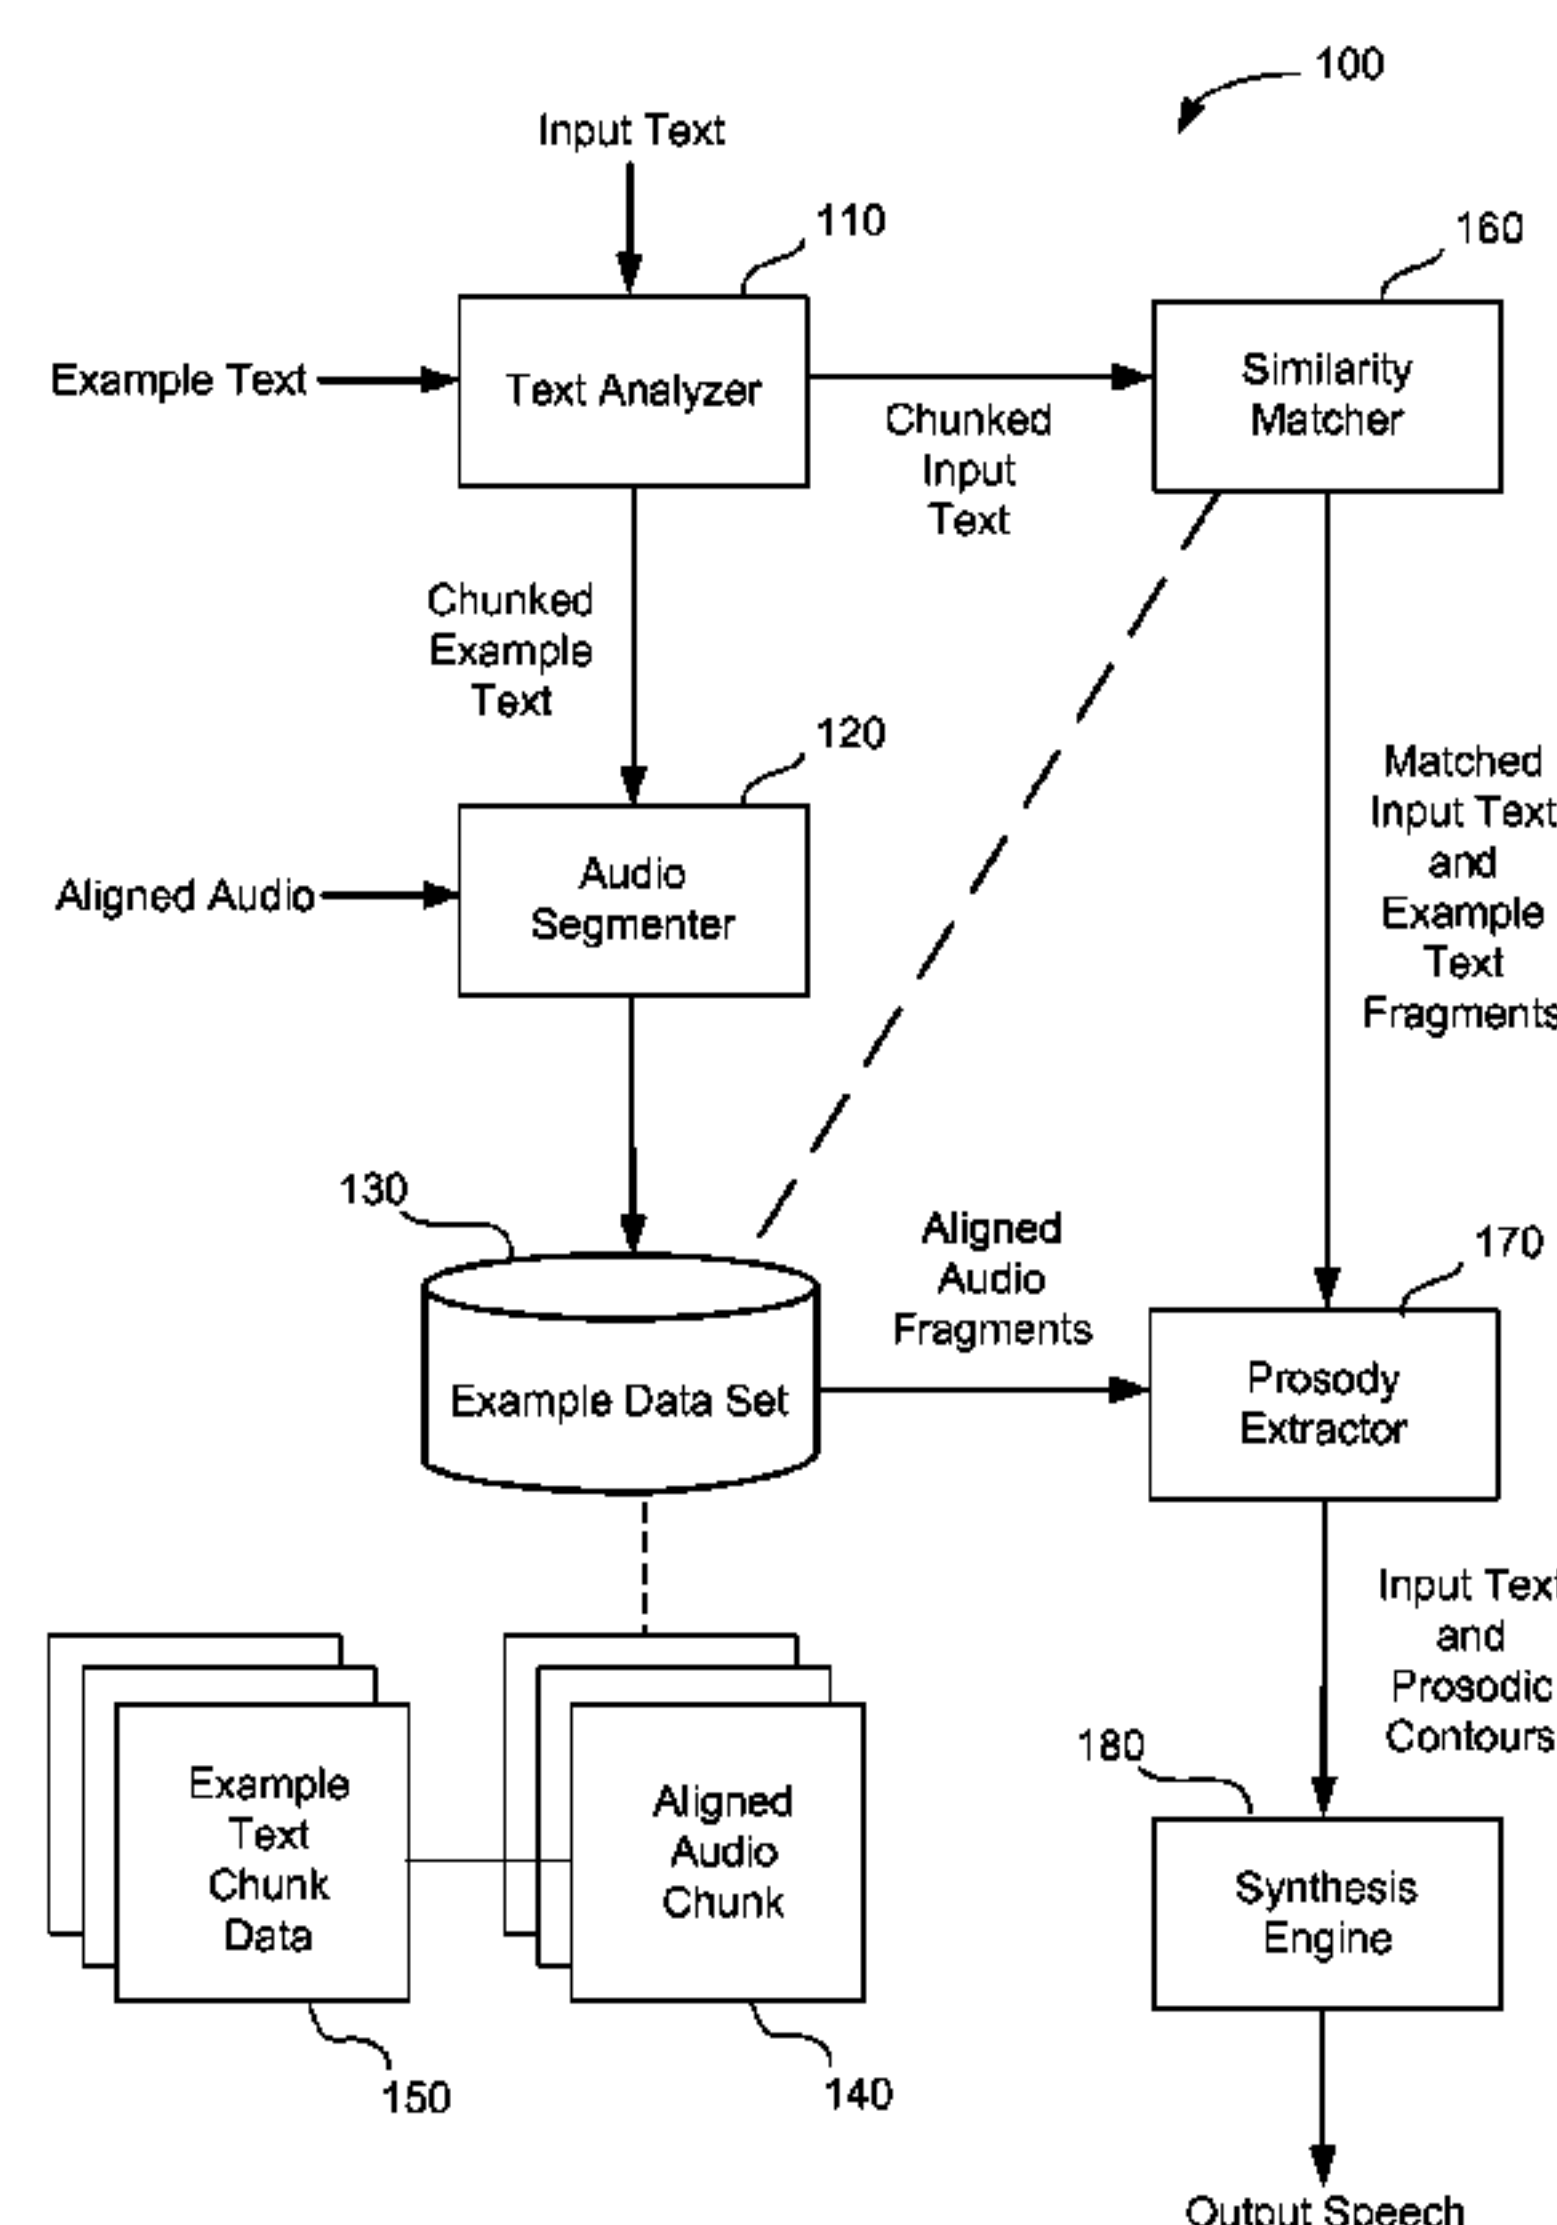 100
Input Text
110
160
Example Text
Text Analyzer
Similarity
Matcher
Chunked
Input
Text
Chunked
Example
Text
120
Matched
Input Text
and
Example
Text
Fragments
Aligned Audio
Audio
Segmenter
130
Aligned
Audio
Fragments
170
Example Data Set
Prosody
Extractor
Input Text
and
Prosodic
Contours
180
Example
Text
Chunk
Data
Aligned
Audio
Chunk
Synthesis
Engine
150
140
Output Speech